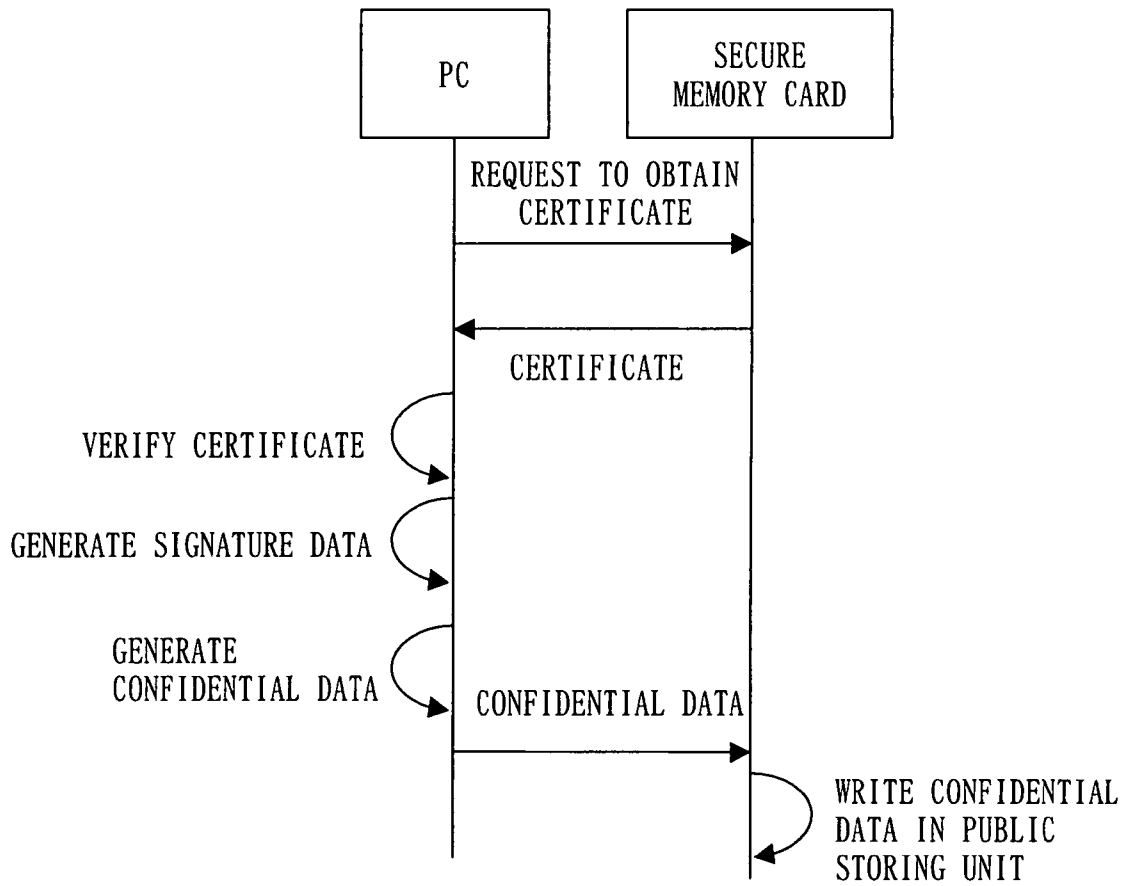 PC
SECURE
MEMORY CARD
REQUEST TO OBTAIN
CERTIFICATE
CERTIFICATE
VERIFY CERTIFICATE
GENERATE SIGNATURE DATA
GENERATE
CONFIDENTIAL DATA
CONFIDENTIAL DATA
WRITE CONFIDENTIAL
DATA IN PUBLIC
STORING UNIT